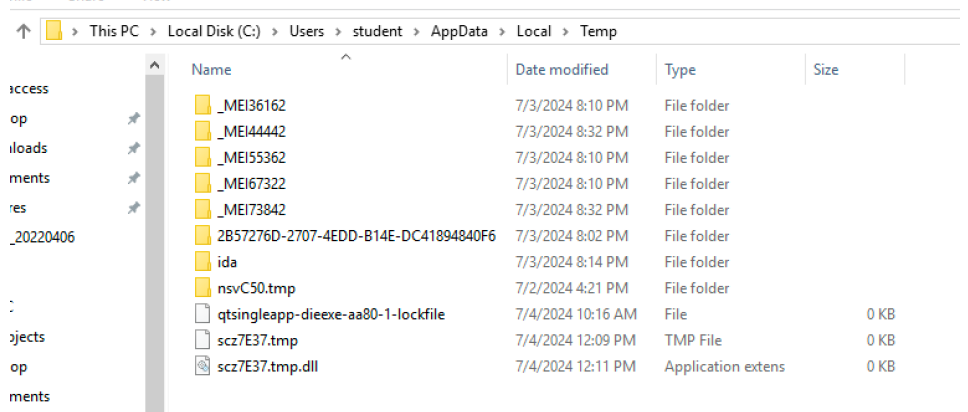 This PC > Local Disk (C:) > Users > student > AppData > Local > Temp
Name Date modified Type Size
access
op
nloads
ments
res
_20220406
ojects
op
ments
_MEI36162 7/3/2024 8:10 PM File folder
_MEI44442 7/3/2024 8:32 PM File folder
_MEI55362 7/3/2024 8:10 PM File folder
_MEI67322 7/3/2024 8:10 PM File folder
_MEI73842 7/3/2024 8:32 PM File folder
2B57276D-2707-4EDD-B14E-DC41894840F6 7/3/2024 8:02 PM File folder
ida 7/3/2024 8:14 PM File folder
nsvC50.tmp 7/2/2024 4:21 PM File folder
qtsingleapp-dieexe-aa80-1-lockfile 7/4/2024 10:16 AM File 0 KB
scz7E37.tmp 7/4/2024 12:09 PM TMP File 0 KB
scz7E37.tmp.dll 7/4/2024 12:11 PM Application extens 0 KB